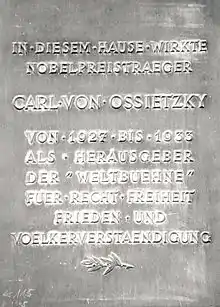 IN·DIESEM·HAUSE·WIRKTE
NOBELPREISTRAEGER
CARL·VON·OSSIETZKY
VON·1927·BIS·1933
ALS·HERAUSGEBER
DER "WELTBUEHNE"
FUER·RECHT·FREIHEIT
FRIEDEN·UND
VOELKERVERSTAENDIGUNG